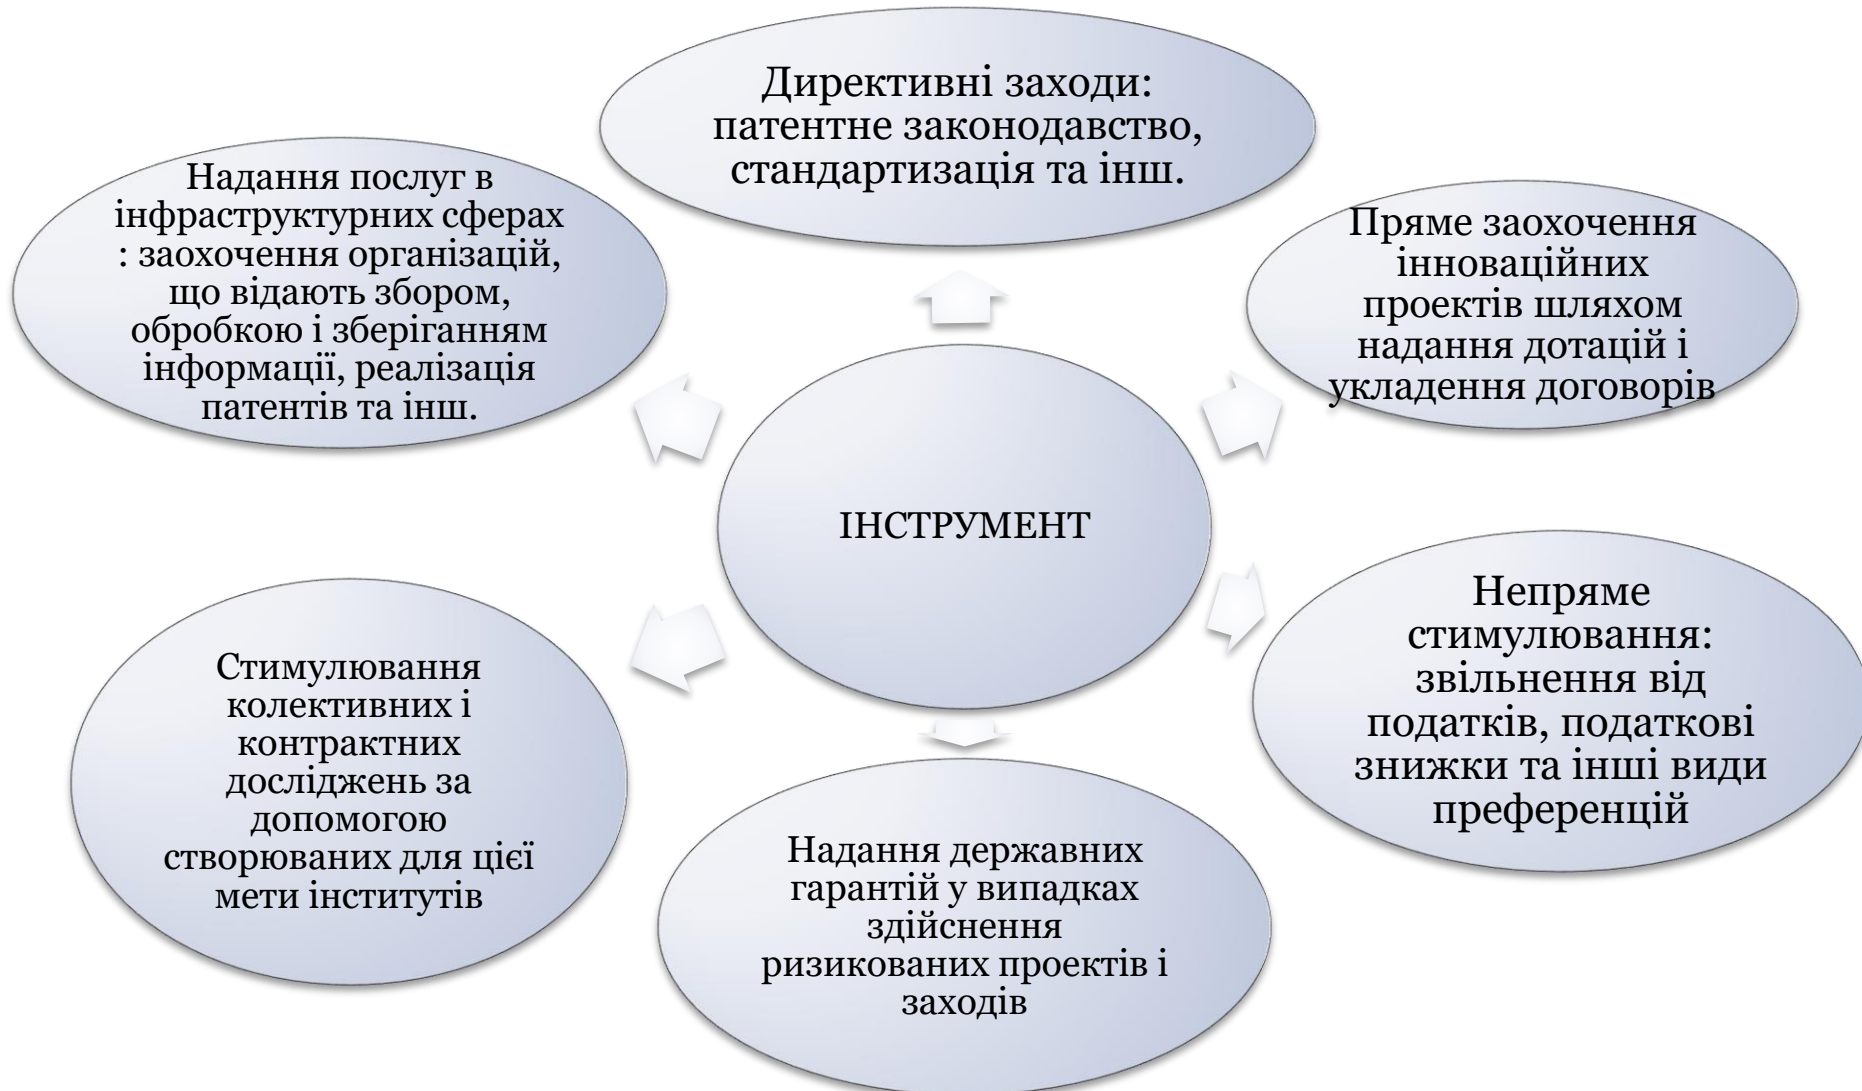 Директивні заходи:
патентне законодавство,
стандартизація та інш.
Надання послуг в
інфраструктурних сферах
: заохочення організацій,
що відають збором,
обробкою і зберіганням
інформації, реалізація
патентів та інш.
Пряме заохочення
інноваційних
проектів шляхом
надання дотацій і
укладення договорів
ІНСТРУМЕНТ
Непряме
стимулювання:
звільнення від
податків, податкові
знижки та інші види
преференцій
Стимулювання
колективних і
контрактних
досліджень за
допомогою
створюваних для цієї
мети інститутів
Надання державних
гарантій у випадках
здійснення
ризикованих проектів і
заходів